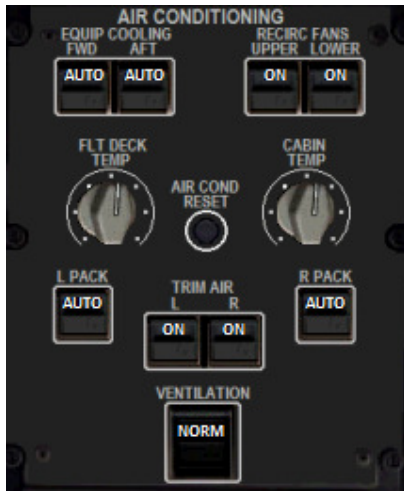 AIR CONDITIONING
EQUIP COOLING
FWD AFT
RECIRC FANS
UPPER LOWER
AUTO AUTO
ON ON
FLT DECK
TEMP
CABIN
TEMP
AIR COND
RESET
L PACK
R PACK
AUTO
AUTO
TRIM AIR
L R
ON ON
VENTILATION
NORM